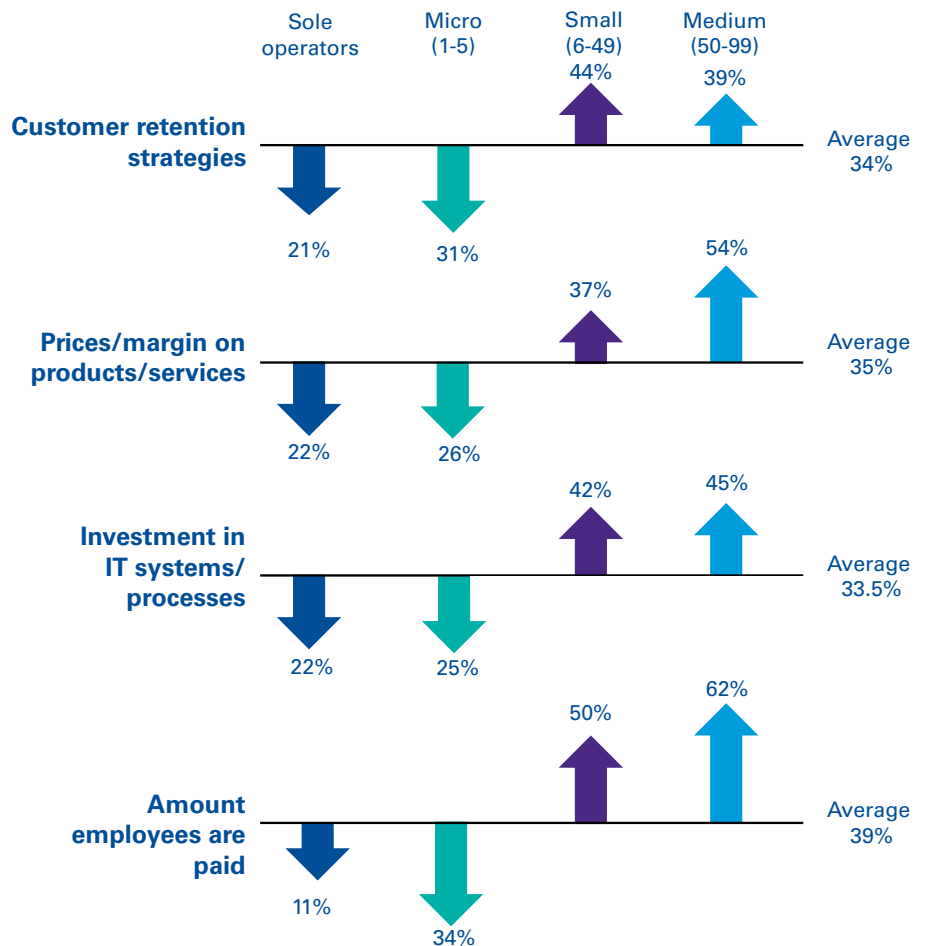 Sole
operators
Micro
(1-5)
Small
(6-49)
Medium
(50-99)
Customer retention
strategies
21%
31%
44%
39%
Average
34%
Prices/margin on
products/services
22%
26%
37%
54%
Average
35%
Investment in
IT systems/
processes
22%
25%
42%
45%
Average
33.5%
Amount
employees are
paid
11%
34%
50%
62%
Average
39%